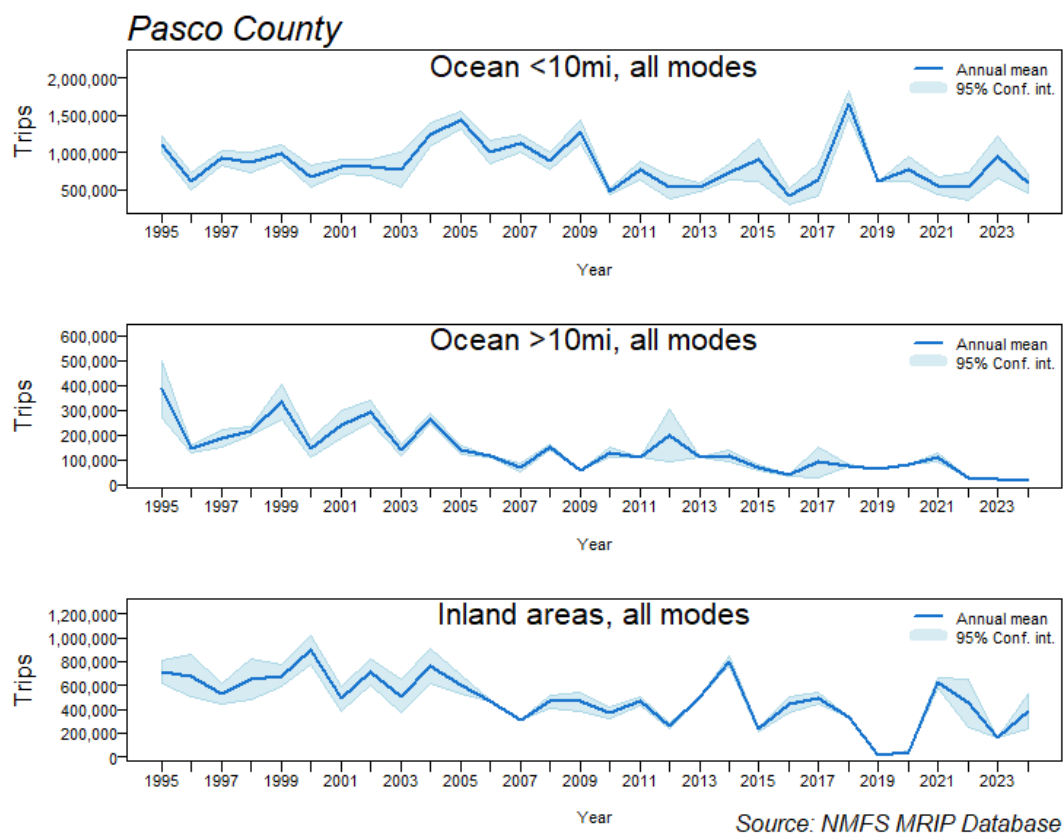 Pasco County
Ocean <10mi, all modes
Annual mean
95% Conf. int.
Trips
2,000,000
1,500,000
1,000,000
500,000
1995 1997 1999 2001 2003 2005 2007 2009 2011 2013 2015 2017 2019 2021 2023
Year
Ocean >10mi, all modes
Annual mean
95% Conf. int.
Trips
600,000
500,000
400,000
300,000
200,000
100,000
0
1995 1997 1999 2001 2003 2005 2007 2009 2011 2013 2015 2017 2019 2021 2023
Year
Inland areas, all modes
Annual mean
95% Conf. int.
Trips
1,200,000
1,000,000
800,000
600,000
400,000
200,000
0
1995 1997 1999 2001 2003 2005 2007 2009 2011 2013 2015 2017 2019 2021 2023
Year
Source: NMFS MRIP Database